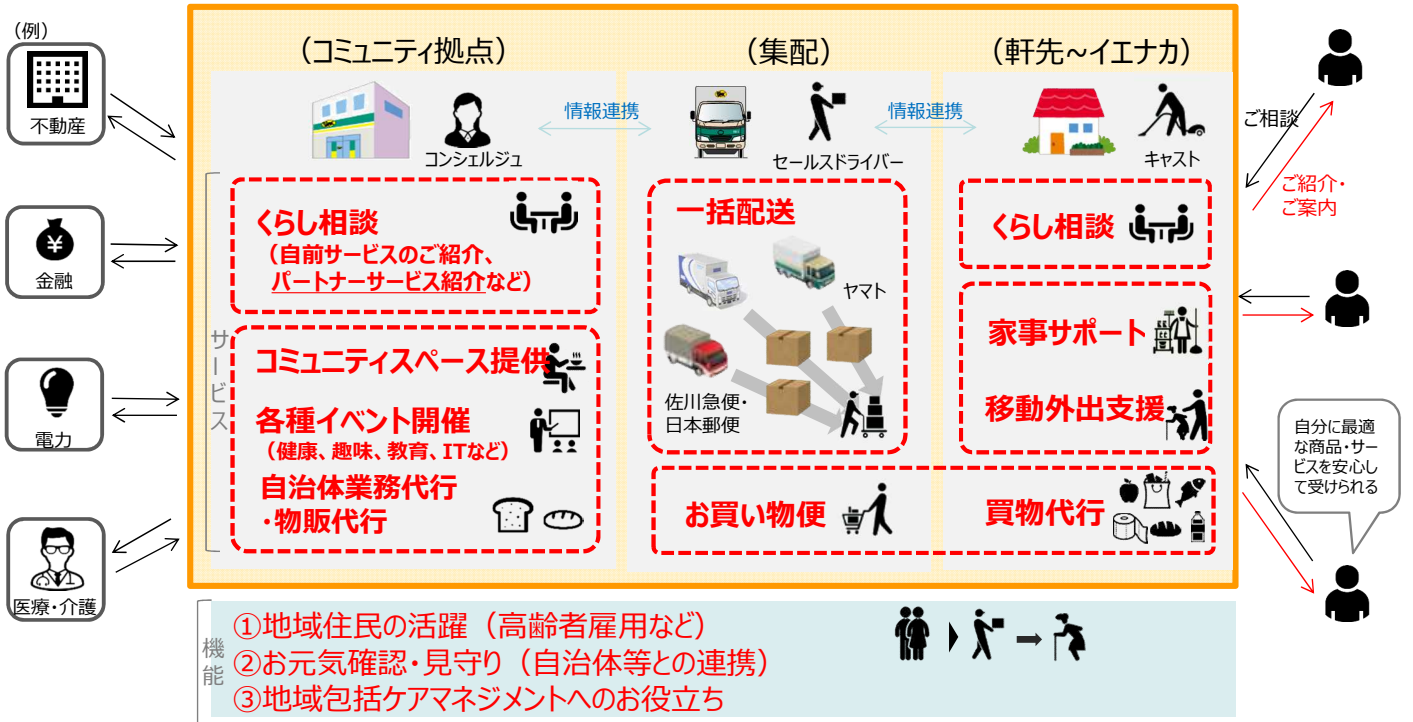 (例)
不動産
金融
電力
医療・介護
(コミュニティ拠点)
(集配)
(軒先~イエナカ)
コンシェルジュ
情報連携
セールスドライバー
情報連携
キャスト
サービス
くらし相談
(自前サービスのご紹介、
パートナーサービス紹介など)
コミュニティスペース提供
各種イベント開催
(健康、趣味、教育、ITなど)
自治体業務代行
・物販代行
一括配送
ヤマト
佐川急便・
日本郵便
お買い物便
くらし相談
家事サポート
移動外出支援
買物代行
ご相談
ご紹介・
ご案内
自分に最適
な商品・サー
ビスを安心し
て受けられる
機能
①地域住民の活躍(高齢者雇用など)
②お元気確認・見守り(自治体等との連携)
③地域包括ケアマネジメントへのお役立ち